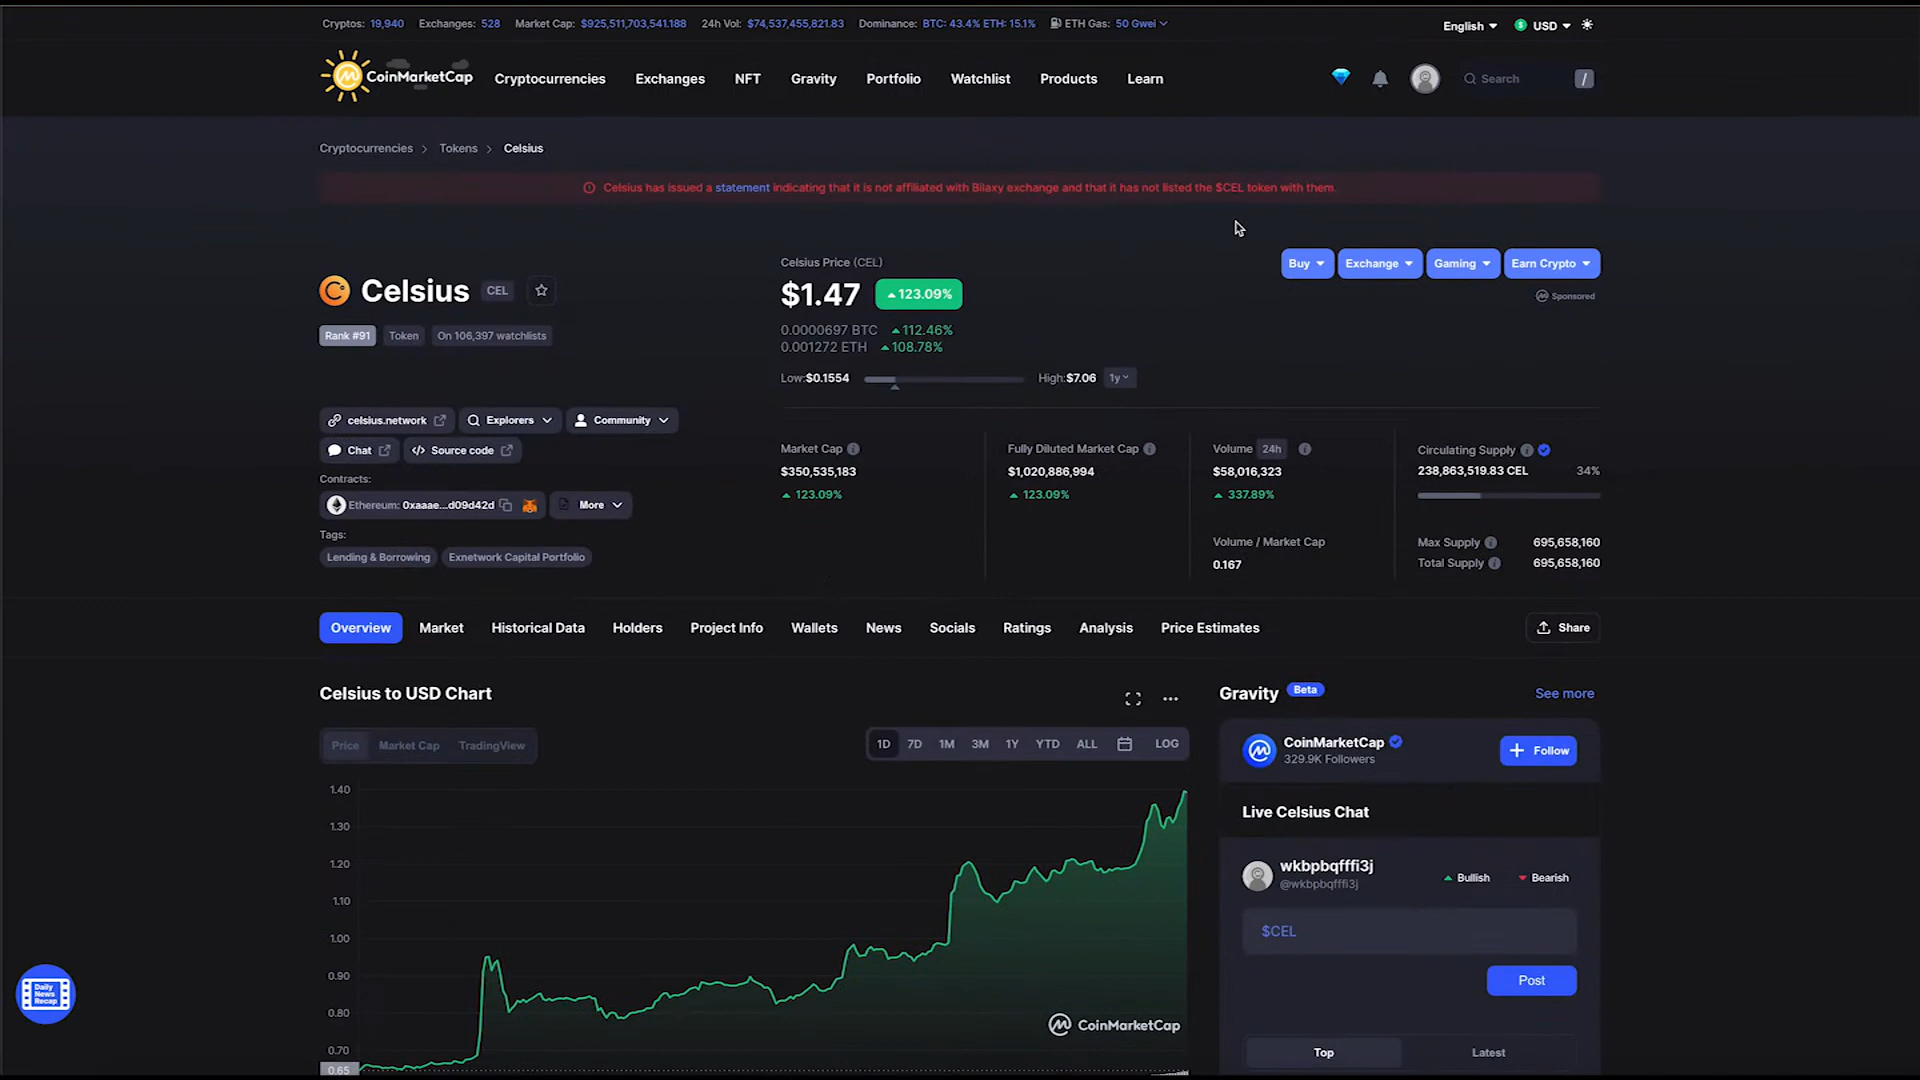 Cryptos: 19,940 Exchanges: 528 Market Cap: $925,511,703,541.188 24h Vol: $74,537,455,821.83 Dominance: BTC: 43.4% ETH: 15.1% ETH Gas: 50 Gwei
English USD
CoinMarketCap Cryptocurrencies Exchanges NFT Gravity Portfolio Watchlist Products Learn Search /
Cryptocurrencies > Tokens > Celsius
Celsius has issued a statement indicating that it is not affiliated with Bilaxy exchange and that it has not listed the $CEL token with them.
Celsius CEL
Rank #91 Token On 106,397 watchlists
celsius.network Explorers Community
Chat Source code
Contracts:
Ethereum: 0xaaae...d09d42d More
Tags:
Lending & Borrowing Exnetwork Capital Portfolio
Celsius Price (CEL)
$1.47 123.09%
0.0000697 BTC 112.46%
0.001272 ETH 108.78%
Low:$0.1554 High:$7.06 1y
Buy Exchange Gaming Earn Crypto
Sponsored
Market Cap
$350,535,183
123.09%
Fully Diluted Market Cap
$1,020,886,994
123.09%
Volume 24h
$58,016,323
337.89%
Volume / Market Cap
0.167
Circulating Supply
238,863,519.83 CEL 34%
Max Supply 695,658,160
Total Supply 695,658,160
Overview Market Historical Data Holders Project Info Wallets News Socials Ratings Analysis Price Estimates Share
Celsius to USD Chart
Price Market Cap TradingView 1D 7D 1M 3M 1Y YTD ALL LOG
1.40
1.30
1.20
1.10
1.00
0.90
0.80
0.70
0.65
CoinMarketCap
Gravity Beta See more
CoinMarketCap
329.9K Followers
Follow
Live Celsius Chat
wkbpbqfffi3j
@wkbpbqfffi3j
Bullish Bearish
$CEL
Post
Top Latest
Daily
News
Recap